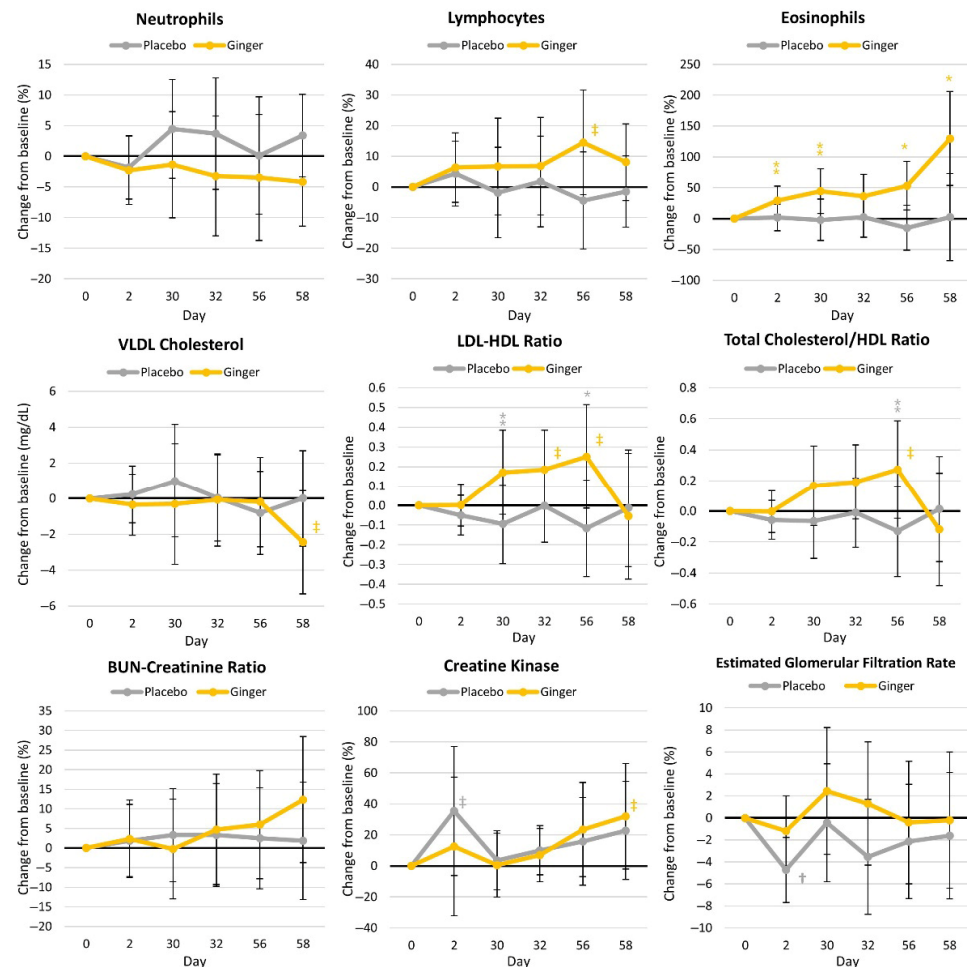 Neutrophils
Placebo Ginger
Change from baseline (%)
15
10
5
0
−5
−10
−15
−20
0 2 30 32 56 58
Day
Lymphocytes
Placebo Ginger
Change from baseline (%)
40
30
20
10
0
−10
−20
−30
‡
0 2 30 32 56 58
Day
Eosinophils
Placebo Ginger
Change from baseline (%)
250
200
150
100
50
0
−50
−100
** ** * *
0 2 30 32 56 58
Day
VLDL Cholesterol
Placebo Ginger
Change from baseline (mg/dL)
6
4
2
0
−2
−4
−6
‡
0 2 30 32 56 58
Day
LDL-HDL Ratio
Placebo Ginger
Change from baseline
0.6
0.5
0.4
0.3
0.2
0.1
0.0
−0.1
−0.2
−0.3
−0.4
−0.5
** *
‡ ‡
0 2 30 32 56 58
Day
Total Cholesterol/HDL Ratio
Placebo Ginger
Change from baseline
0.8
0.6
0.4
0.2
0.0
−0.2
−0.4
−0.6
**
‡
0 2 30 32 56 58
Day
BUN-Creatinine Ratio
Placebo Ginger
Change from baseline (%)
35
30
25
20
15
10
5
0
−5
−10
−15
−20
0 2 30 32 56 58
Day
Creatine Kinase
Placebo Ginger
Change from baseline (%)
100
80
60
40
20
0
−20
−40
‡ ‡
0 2 30 32 56 58
Day
Estimated Glomerular Filtration Rate
Placebo Ginger
Change from baseline (%)
10
8
6
4
2
0
−2
−4
−6
−8
−10
†
0 2 30 32 56 58
Day